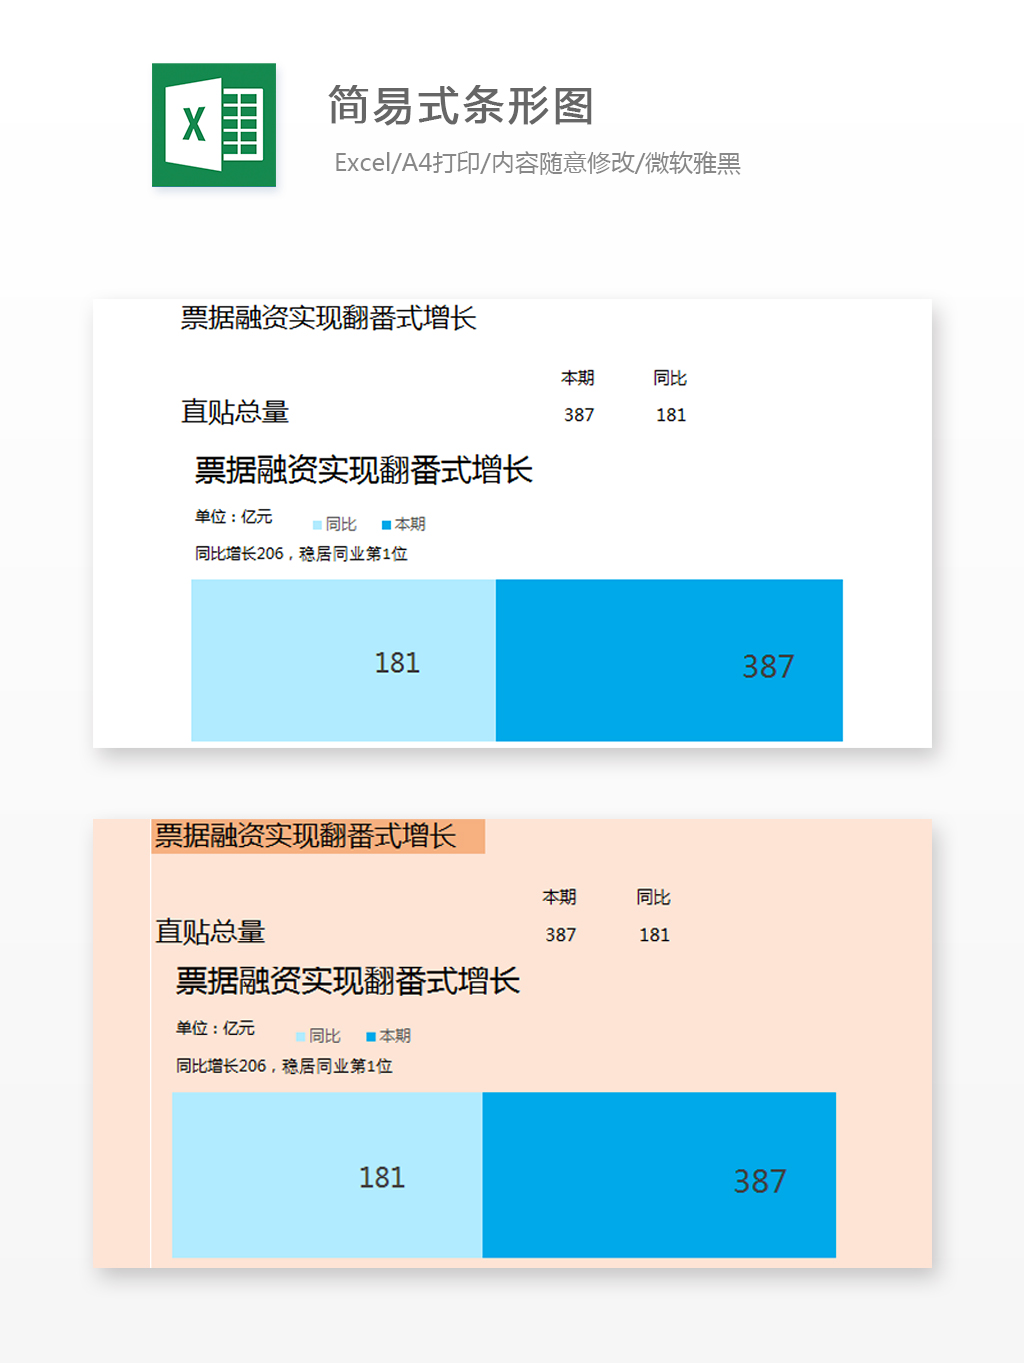 X
简易式条形图
Excel/A4打印/内容随意修改/微软雅黑
票据融资实现翻番式增长
本期 同比
直贴总量 387 181
票据融资实现翻番式增长
单位：亿元 同比 本期
同比增长206，稳居同业第1位
181 387
票据融资实现翻番式增长
本期 同比
直贴总量 387 181
票据融资实现翻番式增长
单位：亿元 同比 本期
同比增长206，稳居同业第1位
181 387